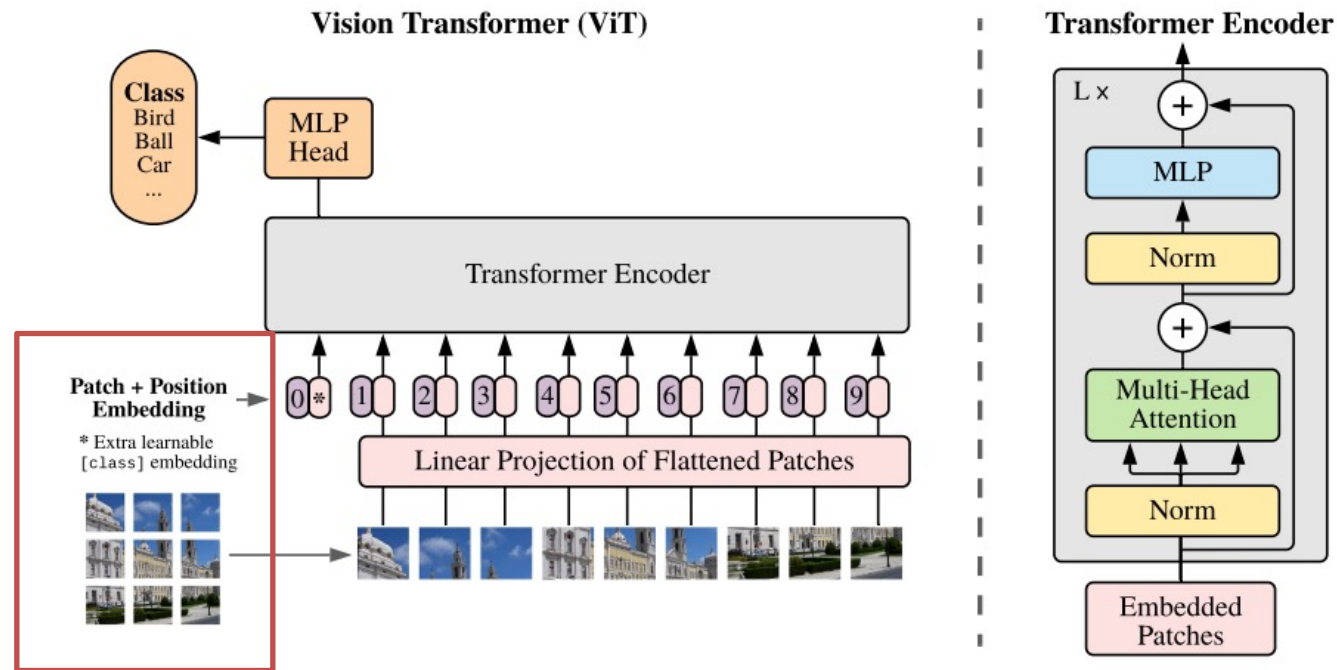 Vision Transformer (ViT)
Class
Bird
Ball
Car
...
MLP
Head
Transformer Encoder
Patch + Position
Embedding
* Extra learnable
[class] embedding
0 * 1 2 3 4 5 6 7 8 9
Linear Projection of Flattened Patches
Transformer Encoder
L ×
+
MLP
Norm
+
Multi-Head
Attention
Norm
Embedded
Patches